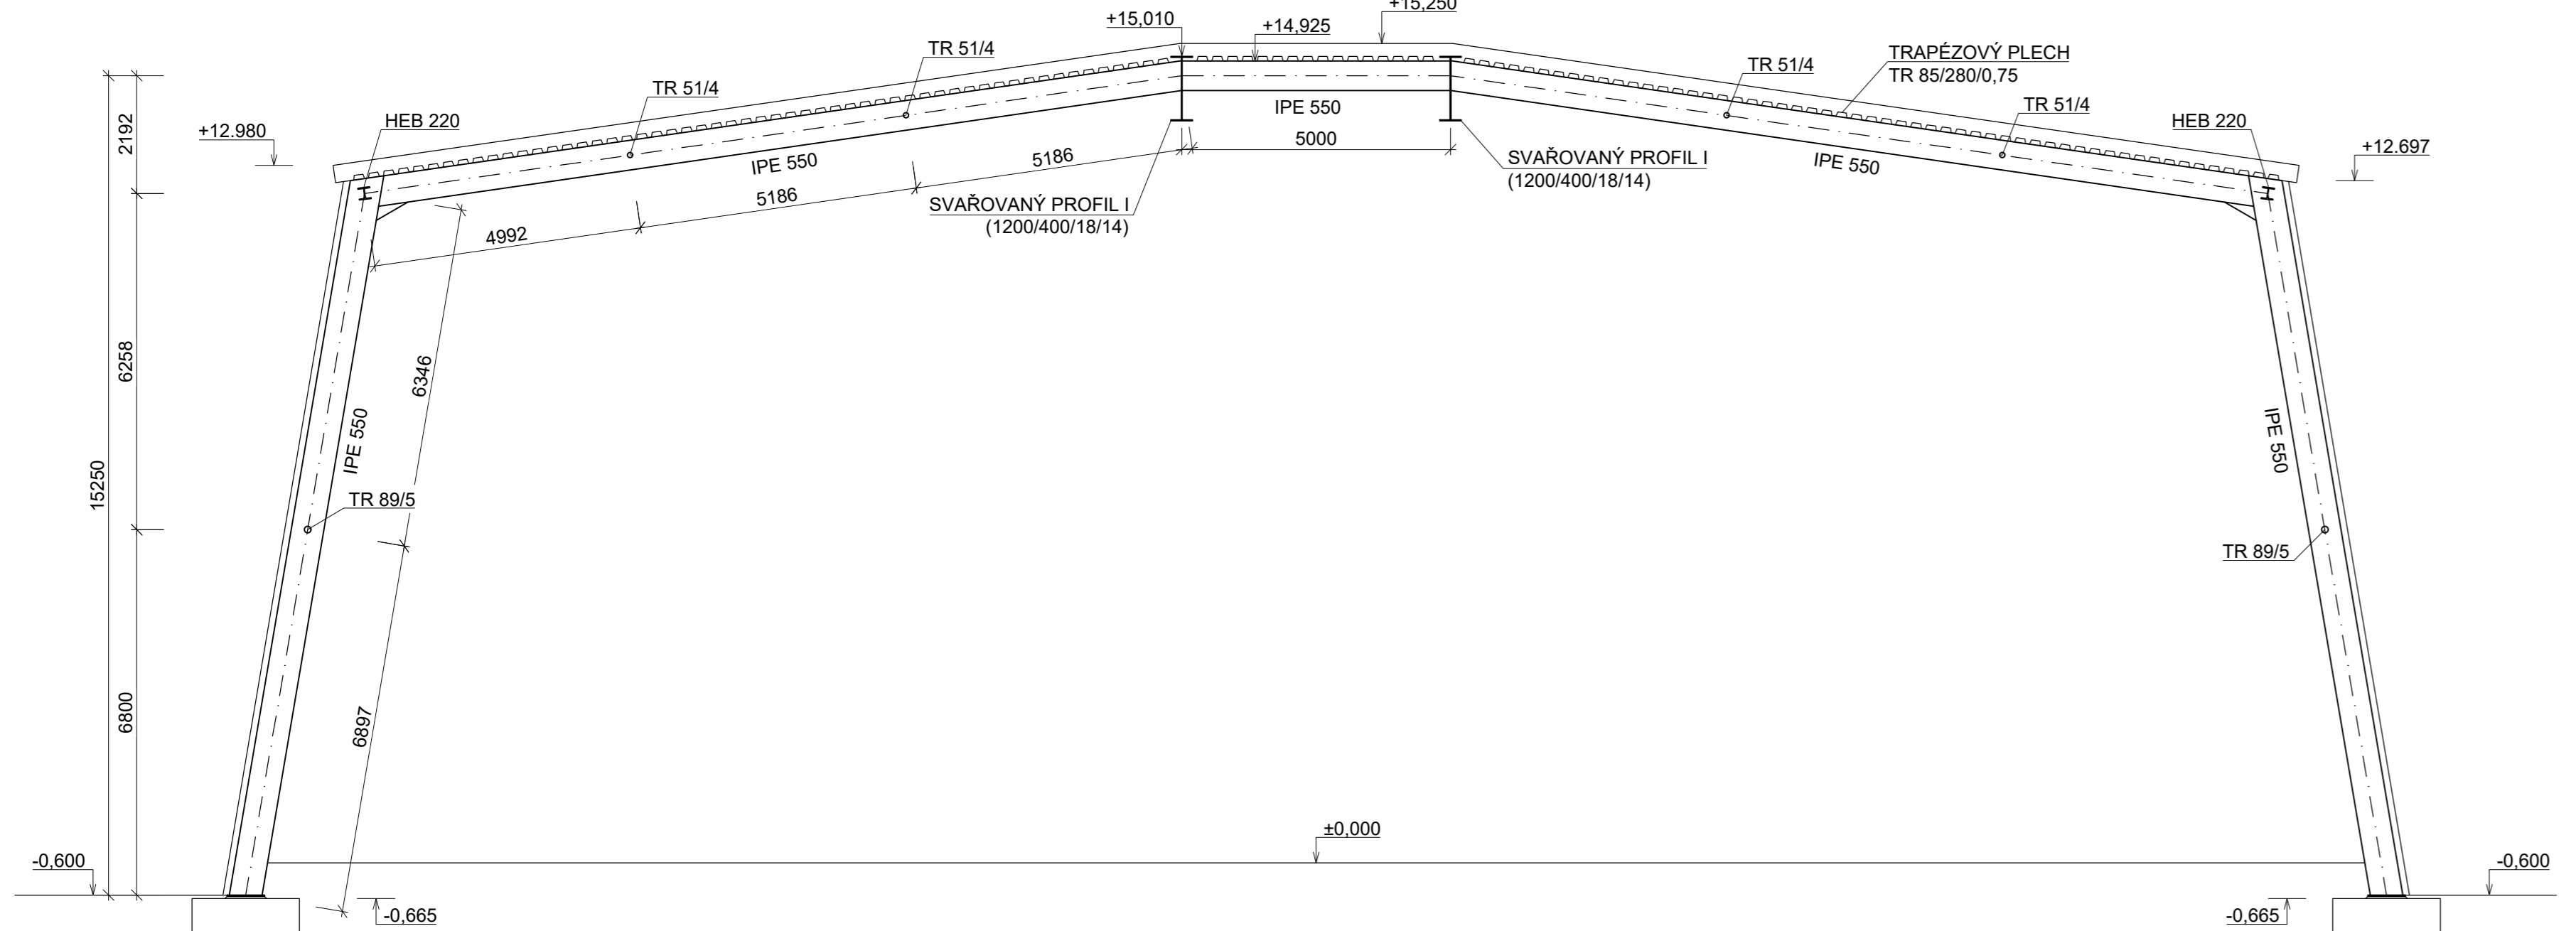 +15,250
+15,010
+14,925
TR 51/4
TRAPÉZOVÝ PLECH
TR 85/280/0,75
TR 51/4
TR 51/4
TR 51/4
HEB 220
HEB 220
+12.980
+12.697
2192
IPE 550
IPE 550
IPE 550
5000
5186
5186
4992
SVAŘOVANÝ PROFIL I
(1200/400/18/14)
SVAŘOVANÝ PROFIL I
(1200/400/18/14)
6258
6346
IPE 550
IPE 550
15250
TR 89/5
TR 89/5
6800
6897
±0,000
-0,600
-0,600
-0,665
-0,665